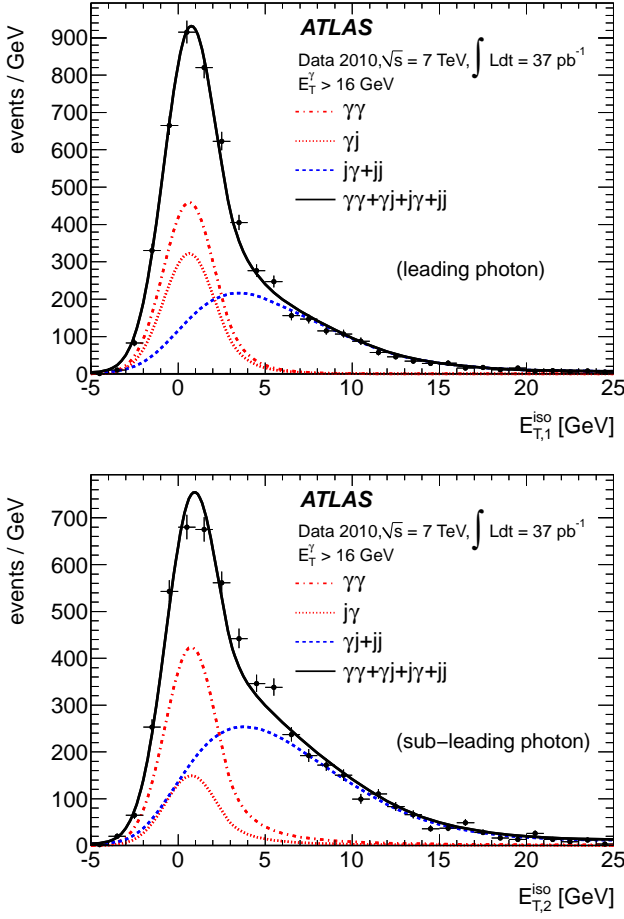 ATLAS
Data 2010,√s = 7 TeV, ∫ Ldt = 37 pb⁻¹
E_T^γ > 16 GeV
γγ
γj
jγ+jj
γγ+γj+jγ+jj
(leading photon)
events / GeV
900
800
700
600
500
400
300
200
100
0
-5 0 5 10 15 20 25
E_{T,1}^{iso} [GeV]
ATLAS
Data 2010,√s = 7 TeV, ∫ Ldt = 37 pb⁻¹
E_T^γ > 16 GeV
γγ
jγ
γj+jj
γγ+γj+jγ+jj
(sub−leading photon)
events / GeV
700
600
500
400
300
200
100
0
-5 0 5 10 15 20 25
E_{T,2}^{iso} [GeV]